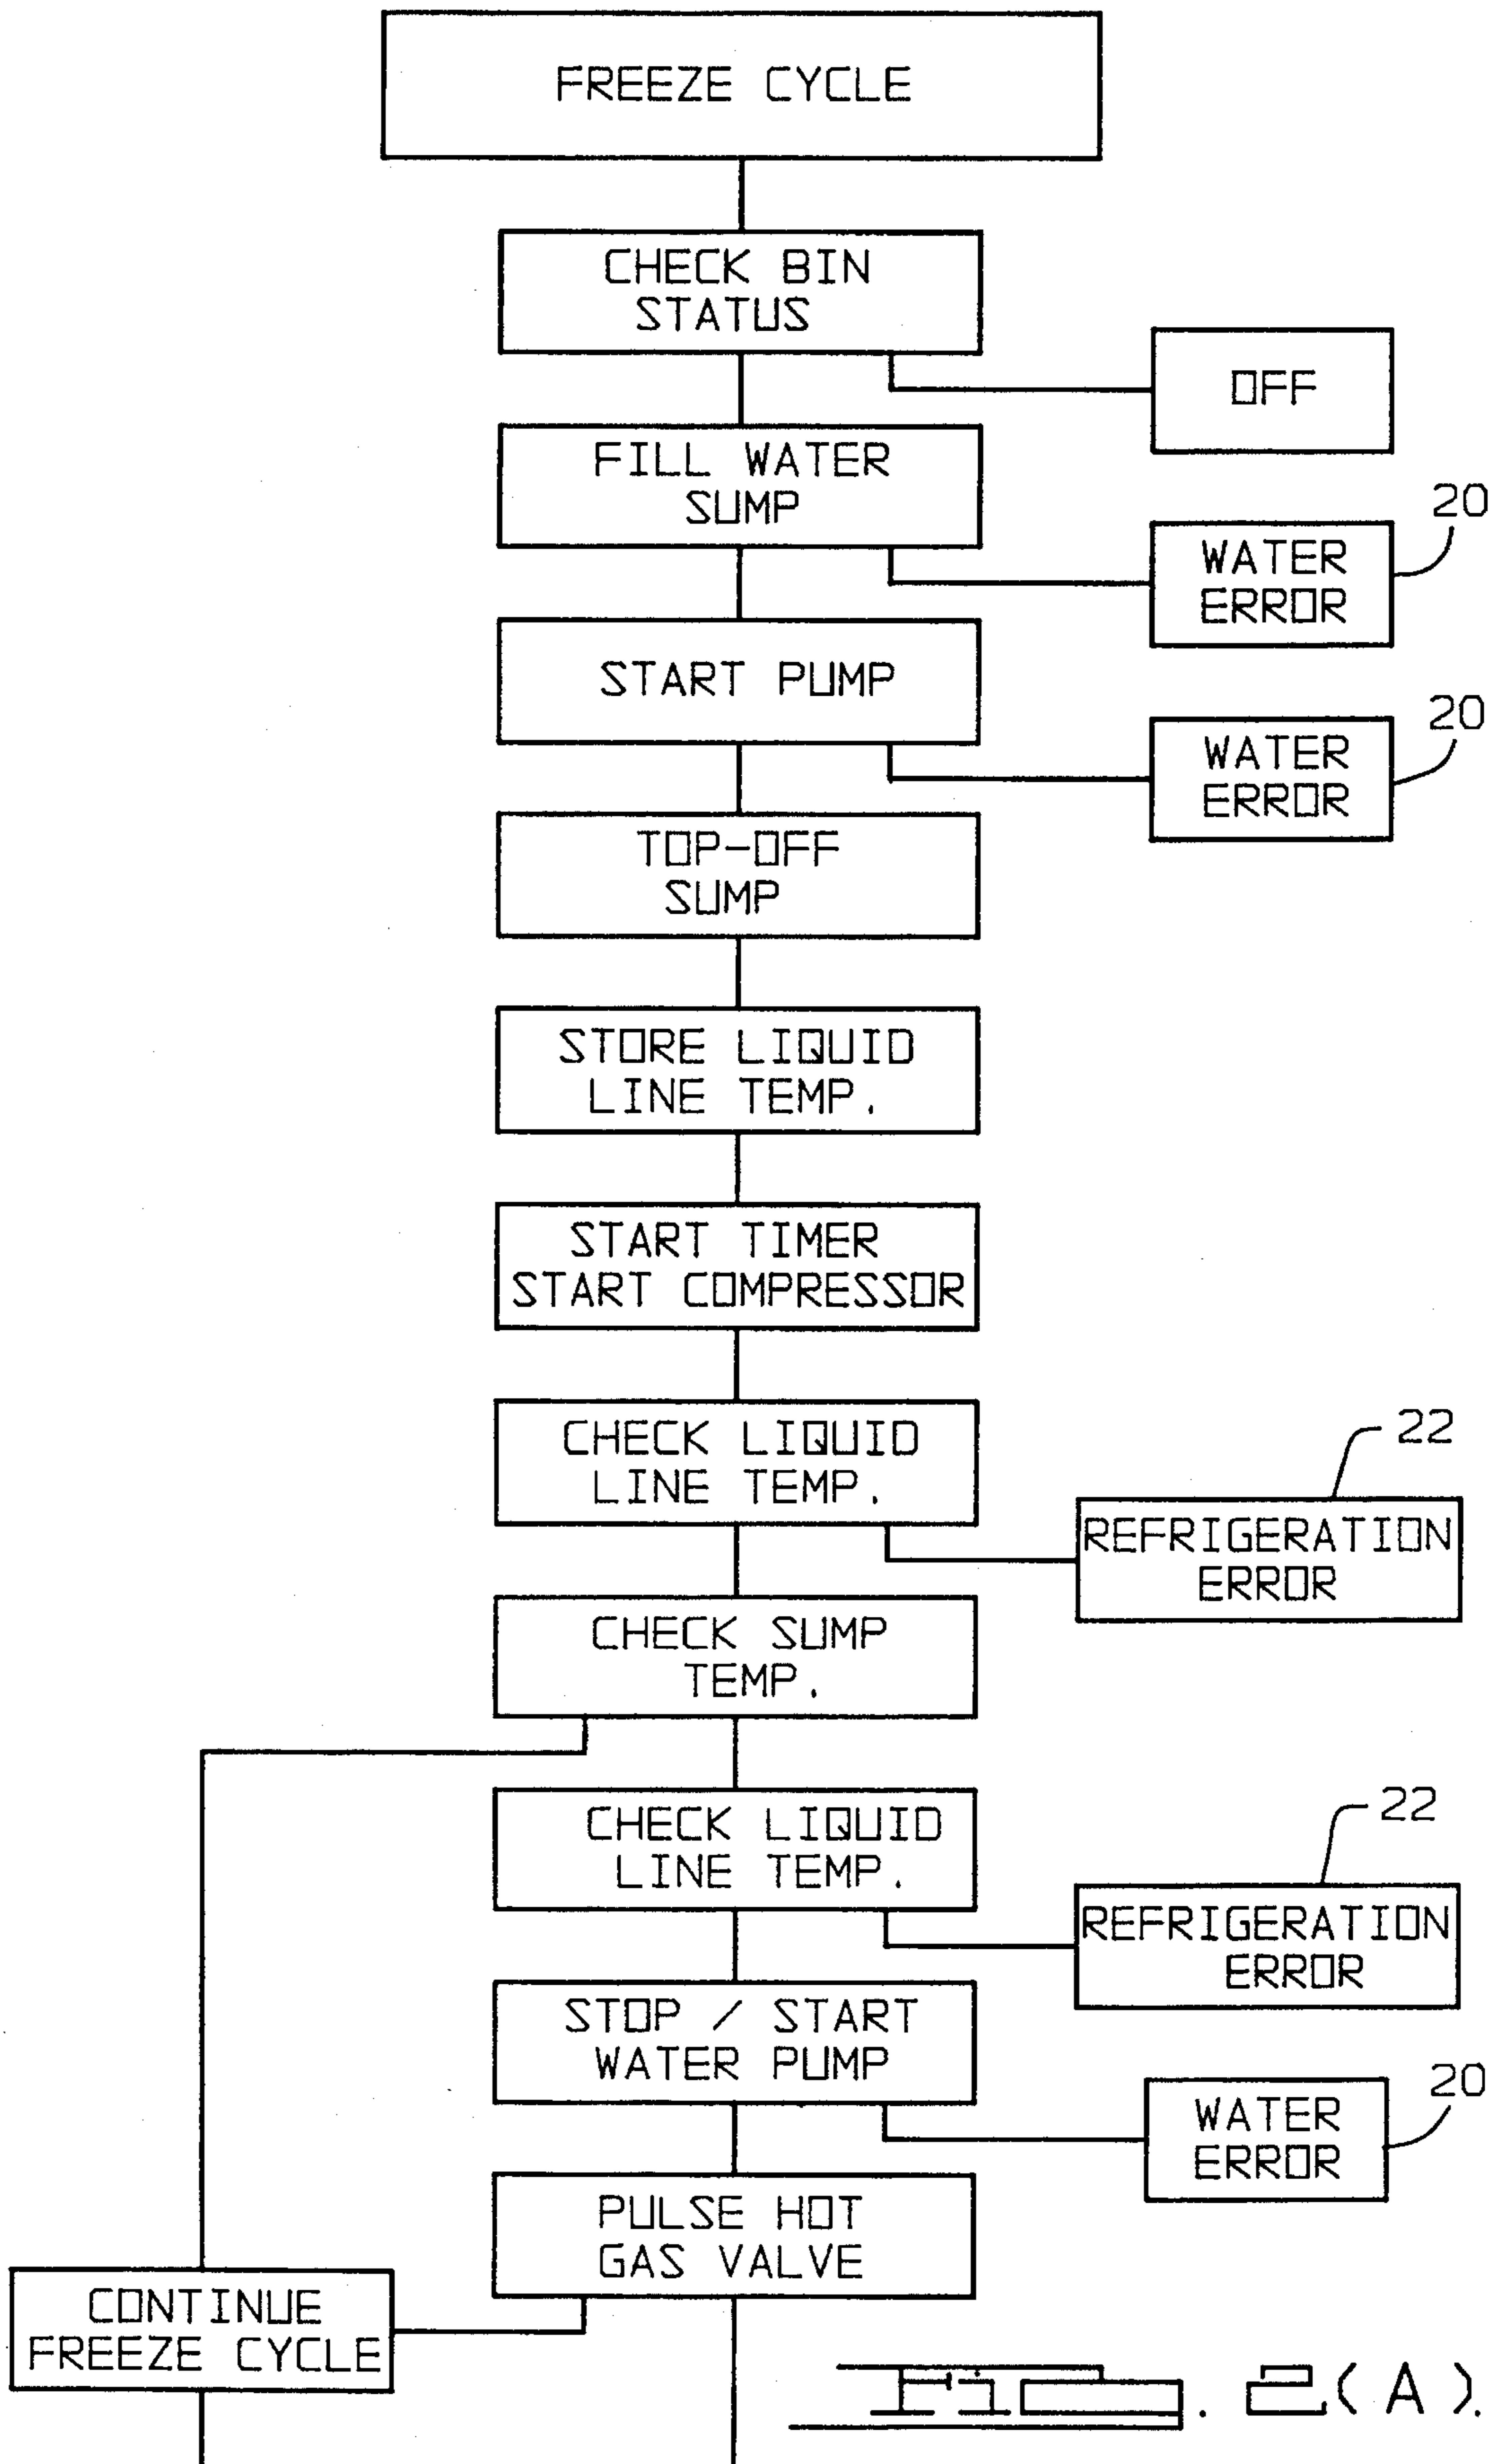 FREEZE CYCLE
CHECK BIN
STATUS
OFF
FILL WATER
SUMP
20
WATER
ERROR
START PUMP
20
WATER
ERROR
TOP-OFF
SUMP
STORE LIQUID
LINE TEMP.
START TIMER
START COMPRESSOR
CHECK LIQUID
LINE TEMP.
22
REFRIGERATION
ERROR
CHECK SUMP
TEMP.
CHECK LIQUID
LINE TEMP.
22
REFRIGERATION
ERROR
STOP / START
WATER PUMP
20
WATER
ERROR
PULSE HOT
GAS VALVE
CONTINUE
FREEZE CYCLE
FIG. 2(A).